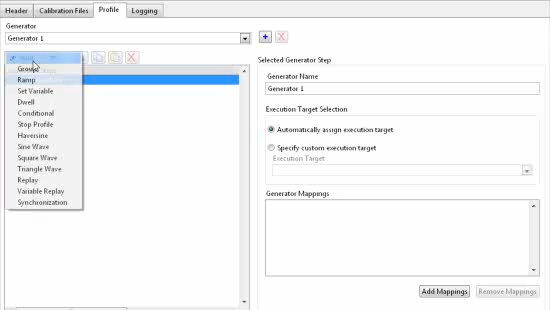 Header Calibration Files Profile Logging
Generator
Generator 1
Selected Generator Step
Group
Ramp
Set Variable
Dwell
Conditional
Stop Profile
Haversine
Sine Wave
Square Wave
Triangle Wave
Replay
Variable Replay
Synchronization
Generator Name
Generator 1
Execution Target Selection
Automatically assign execution target
Specify custom execution target
Execution Target
Generator Mappings
Add Mappings Remove Mappings